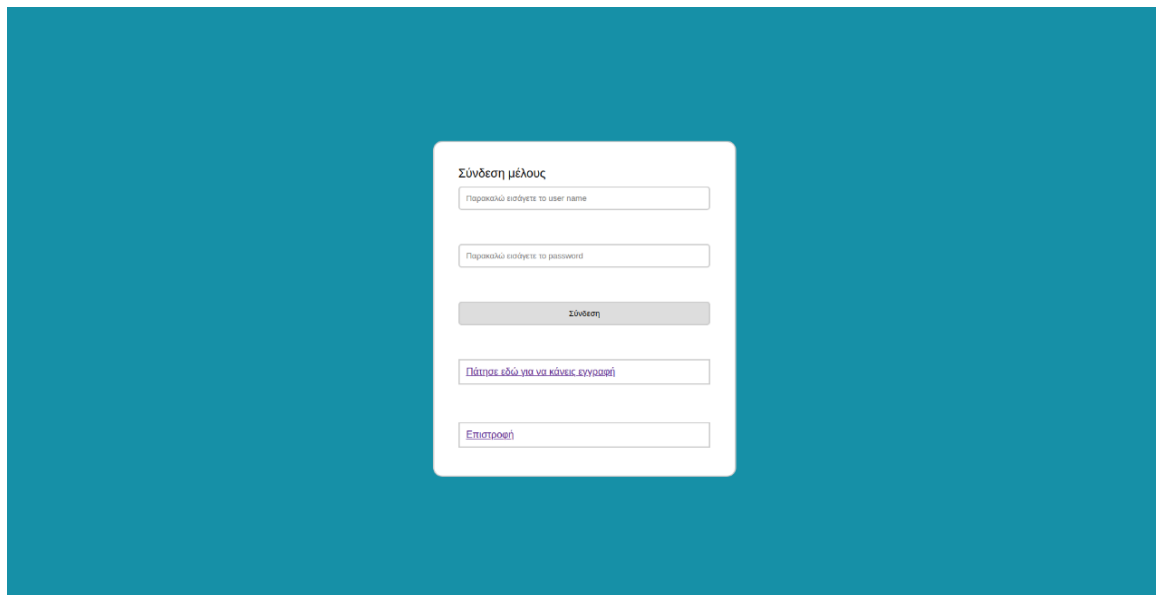 Σύνδεση μέλους
Παρακαλώ εισάγετε το user name
Παρακαλώ εισάγετε το password
Σύνδεση
Πάτησε εδώ για να κάνεις εγγραφή
Επιστροφή